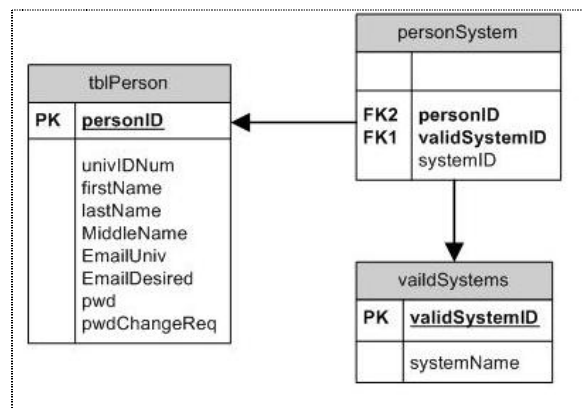 personSystem
FK2 personID
FK1 validSystemID
systemID
tblPerson
PK personID
univIDNum
firstName
lastName
MiddleName
EmailUniv
EmailDesired
pwd
pwdChangeReq
vaildSystems
PK validSystemID
systemName